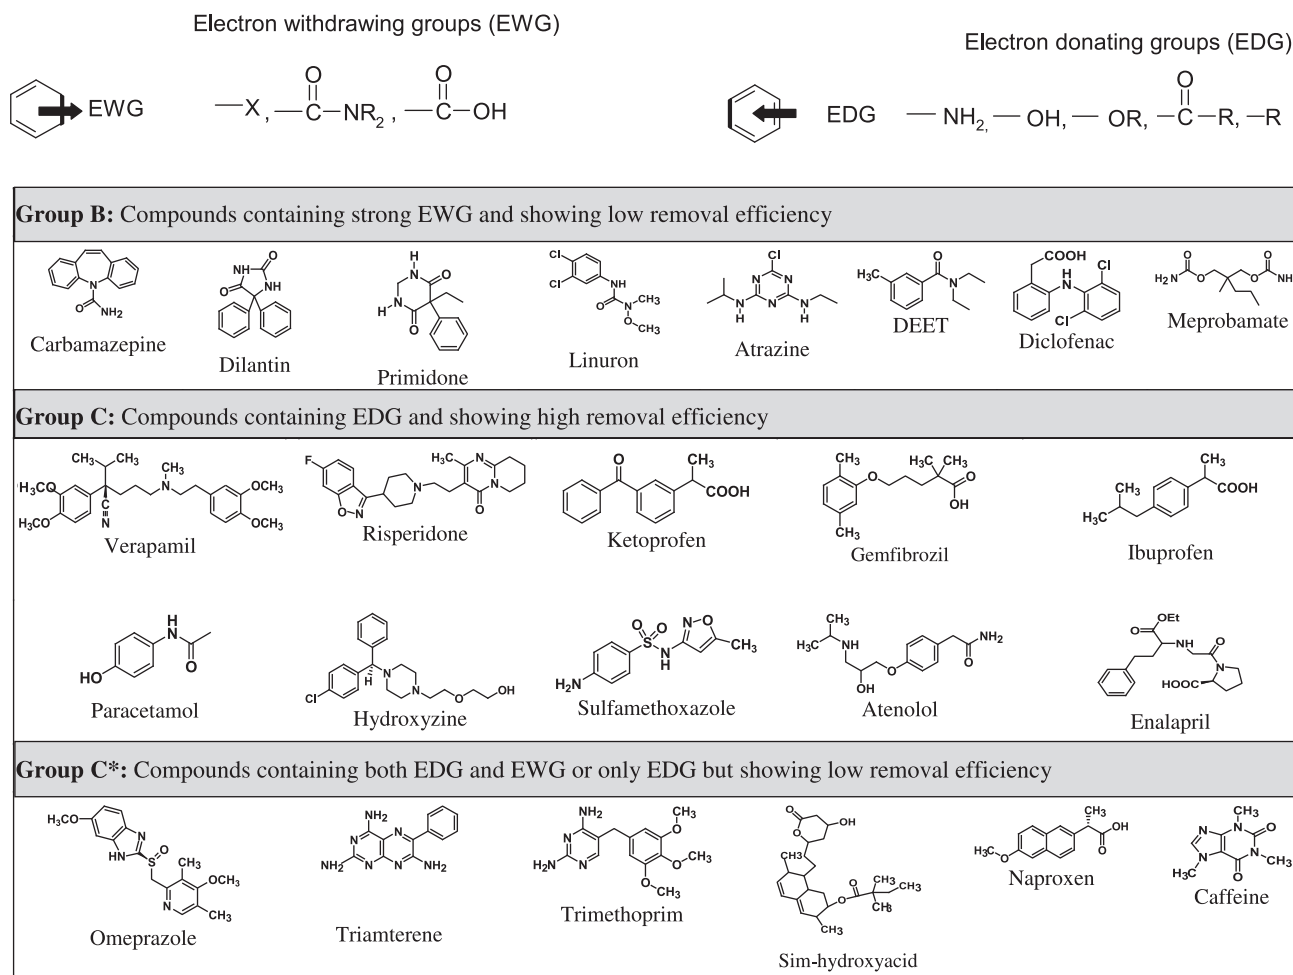 Electron withdrawing groups (EWG)
Electron donating groups (EDG)
EWG
—X, —C(=O)—NR2, —C(=O)—OH
EDG
—NH2, —OH, —OR, —C(=O)—R, —R
Group B: Compounds containing strong EWG and showing low removal efficiency
Carbamazepine
Dilantin
Primidone
Linuron
Atrazine
DEET
Diclofenac
Meprobamate
Group C: Compounds containing EDG and showing high removal efficiency
Verapamil
Risperidone
Ketoprofen
Gemfibrozil
Ibuprofen
Paracetamol
Hydroxyzine
Sulfamethoxazole
Atenolol
Enalapril
Group C*: Compounds containing both EDG and EWG or only EDG but showing low removal efficiency
Omeprazole
Triamterene
Trimethoprim
Sim-hydroxyacid
Naproxen
Caffeine